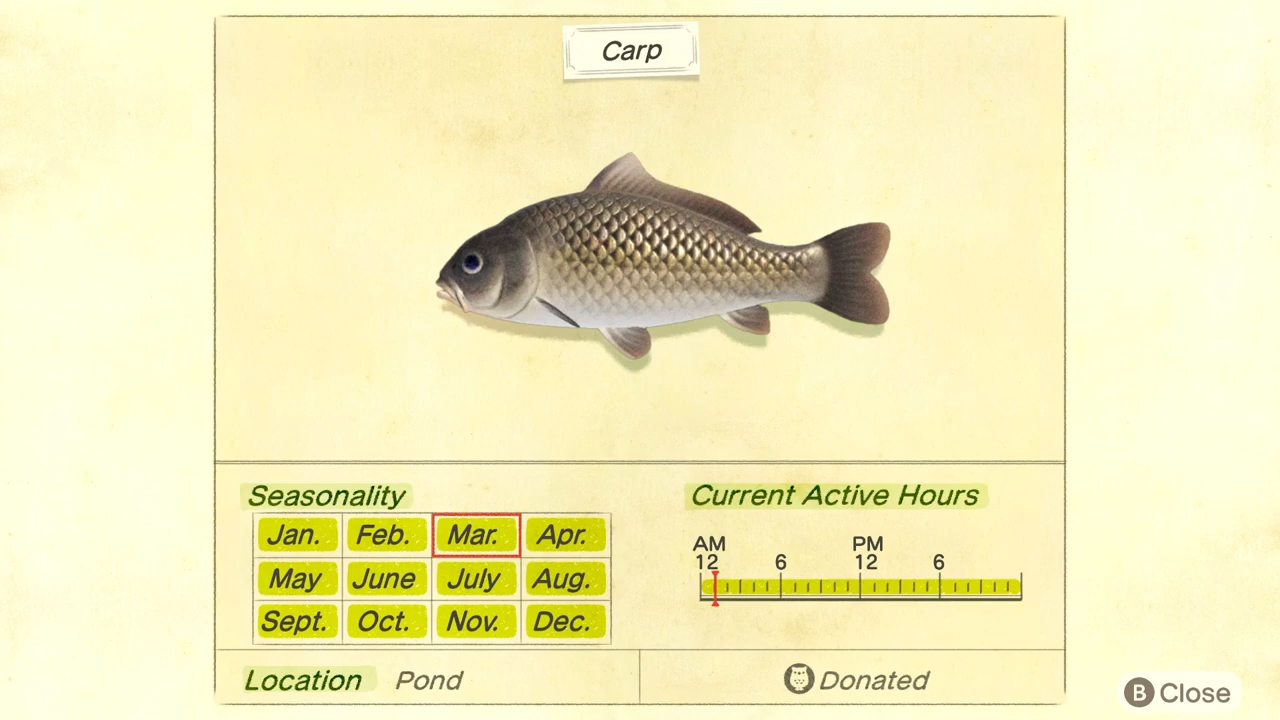 Carp
Seasonality
Jan. Feb. Mar. Apr.
May June July Aug.
Sept. Oct. Nov. Dec.
Current Active Hours
AM PM
12 6 12 6
Location Pond
Donated
B Close